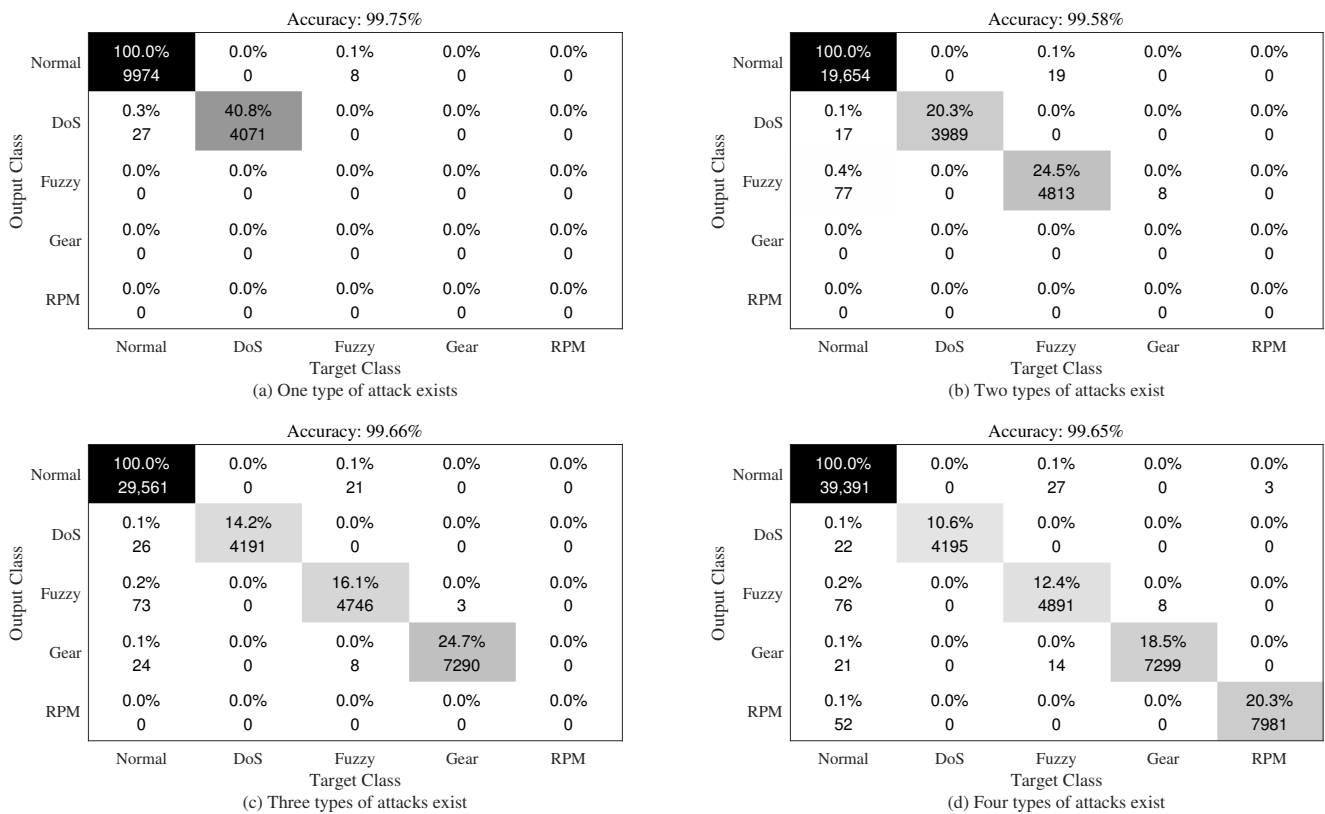 Accuracy: 99.75%
Output Class
Normal 100.0% 0.0% 0.1% 0.0% 0.0%
9974 0 8 0 0
DoS 0.3% 40.8% 0.0% 0.0% 0.0%
27 4071 0 0 0
Fuzzy 0.0% 0.0% 0.0% 0.0% 0.0%
0 0 0 0 0
Gear 0.0% 0.0% 0.0% 0.0% 0.0%
0 0 0 0 0
RPM 0.0% 0.0% 0.0% 0.0% 0.0%
0 0 0 0 0
Normal DoS Fuzzy Gear RPM
Target Class
(a) One type of attack exists
Accuracy: 99.58%
Output Class
Normal 100.0% 0.0% 0.1% 0.0% 0.0%
19,654 0 19 0 0
DoS 0.1% 20.3% 0.0% 0.0% 0.0%
17 3989 0 0 0
Fuzzy 0.4% 0.0% 24.5% 0.0% 0.0%
77 0 4813 8 0
Gear 0.0% 0.0% 0.0% 0.0% 0.0%
0 0 0 0 0
RPM 0.0% 0.0% 0.0% 0.0% 0.0%
0 0 0 0 0
Normal DoS Fuzzy Gear RPM
Target Class
(b) Two types of attacks exist
Accuracy: 99.66%
Output Class
Normal 100.0% 0.0% 0.1% 0.0% 0.0%
29,561 0 21 0 0
DoS 0.1% 14.2% 0.0% 0.0% 0.0%
26 4191 0 0 0
Fuzzy 0.2% 0.0% 16.1% 0.0% 0.0%
73 0 4746 3 0
Gear 0.1% 0.0% 0.0% 24.7% 0.0%
24 0 8 7290 0
RPM 0.0% 0.0% 0.0% 0.0% 0.0%
0 0 0 0 0
Normal DoS Fuzzy Gear RPM
Target Class
(c) Three types of attacks exist
Accuracy: 99.65%
Output Class
Normal 100.0% 0.0% 0.1% 0.0% 0.0%
39,391 0 27 0 3
DoS 0.1% 10.6% 0.0% 0.0% 0.0%
22 4195 0 0 0
Fuzzy 0.2% 0.0% 12.4% 0.0% 0.0%
76 0 4891 8 0
Gear 0.1% 0.0% 0.0% 18.5% 0.0%
21 0 14 7299 0
RPM 0.1% 0.0% 0.0% 0.0% 20.3%
52 0 0 0 7981
Normal DoS Fuzzy Gear RPM
Target Class
(d) Four types of attacks exist